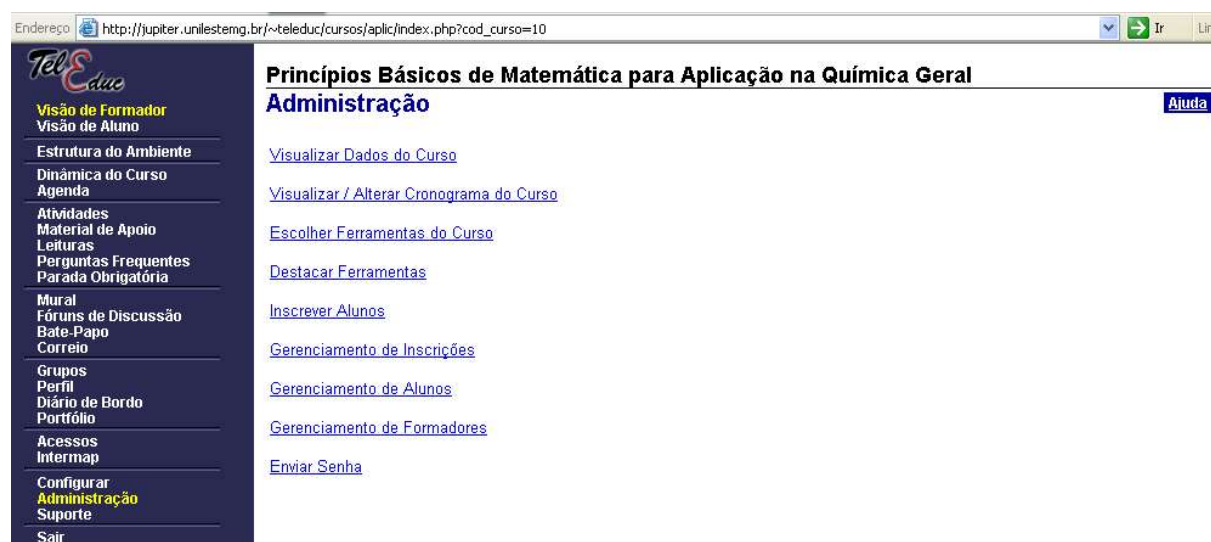 Endereço http://jupiter.unilestemg.br/~teleduc/cursos/aplic/index.php?cod_curso=10 Ir
TelEduc
Visão de Formador
Visão de Aluno
Estrutura do Ambiente
Dinâmica do Curso
Agenda
Atividades
Material de Apoio
Leituras
Perguntas Frequentes
Parada Obrigatória
Mural
Fóruns de Discussão
Bate-Papo
Correio
Grupos
Perfil
Diário de Bordo
Portfólio
Acessos
Intermap
Configurar
Administração
Suporte
Sair
Princípios Básicos de Matemática para Aplicação na Química Geral
Administração
Ajuda
Visualizar Dados do Curso
Visualizar / Alterar Cronograma do Curso
Escolher Ferramentas do Curso
Destacar Ferramentas
Inscrever Alunos
Gerenciamento de Inscrições
Gerenciamento de Alunos
Gerenciamento de Formadores
Enviar Senha